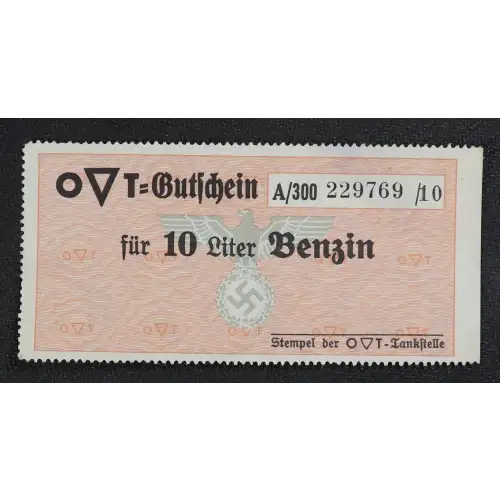 O▽T=Gutschein A/300 229769 /10
für 10 Liter Benzin
Stempel der O▽T-Tankstelle